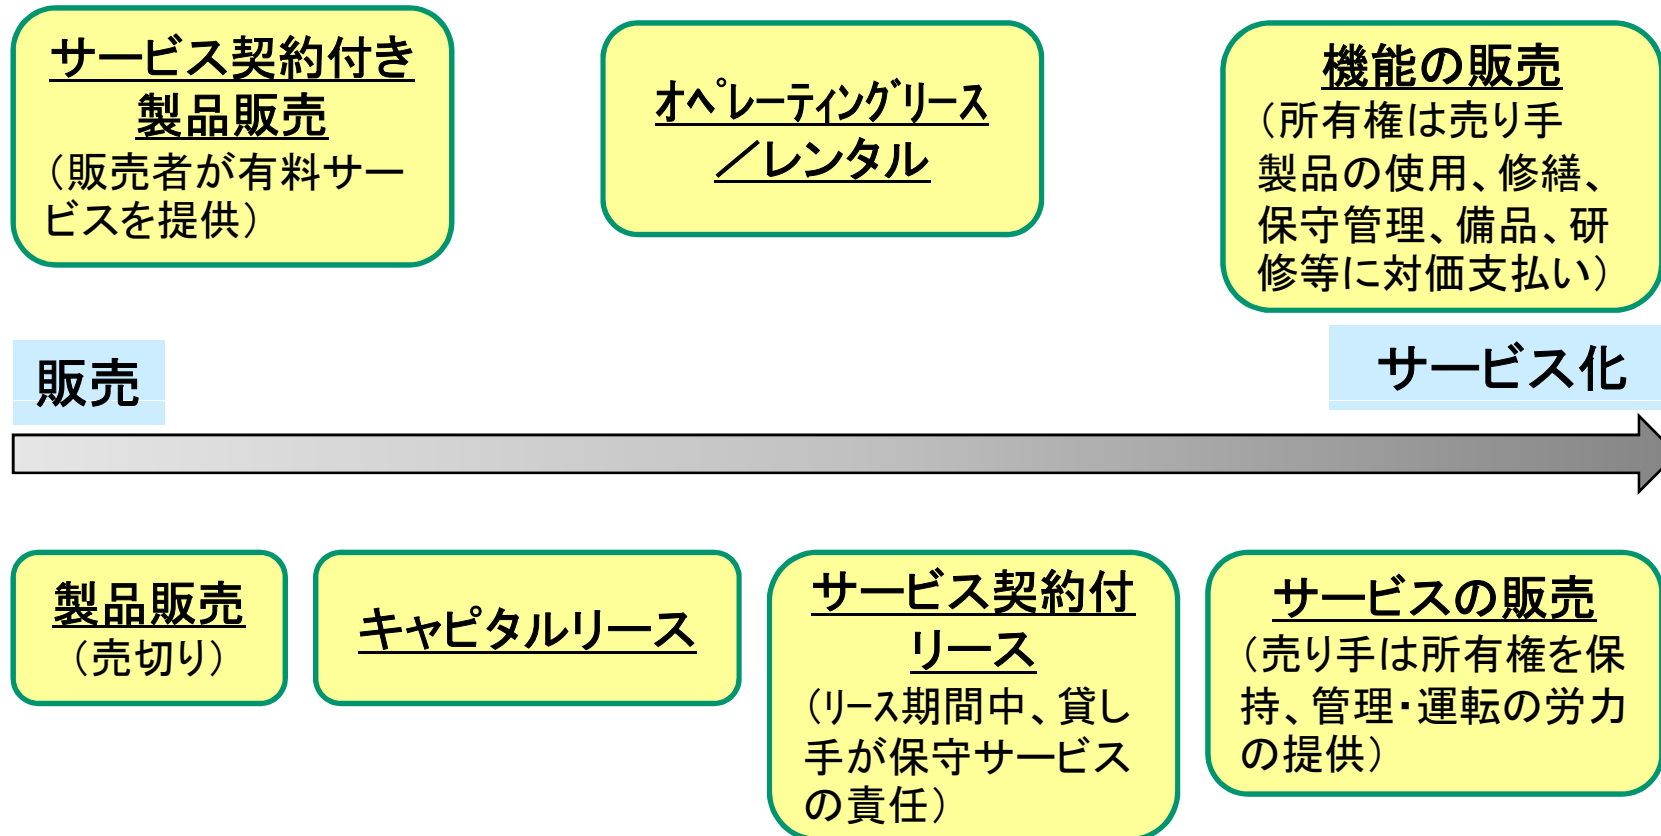 サービス契約付き
製品販売
（販売者が有料サー
ビスを提供）
ｵﾍﾟﾚｰﾃｨﾝｸﾞﾘｰｽ
／レンタル
機能の販売
（所有権は売り手
製品の使用、修繕、
保守管理、備品、研
修等に対価支払い）
販売
サービス化
製品販売
（売切り）
キャピタルリース
サービス契約付
リース
（ﾘｰｽ期間中、貸し
手が保守サービス
の責任）
サービスの販売
（売り手は所有権を保
持、管理・運転の労力
の提供）